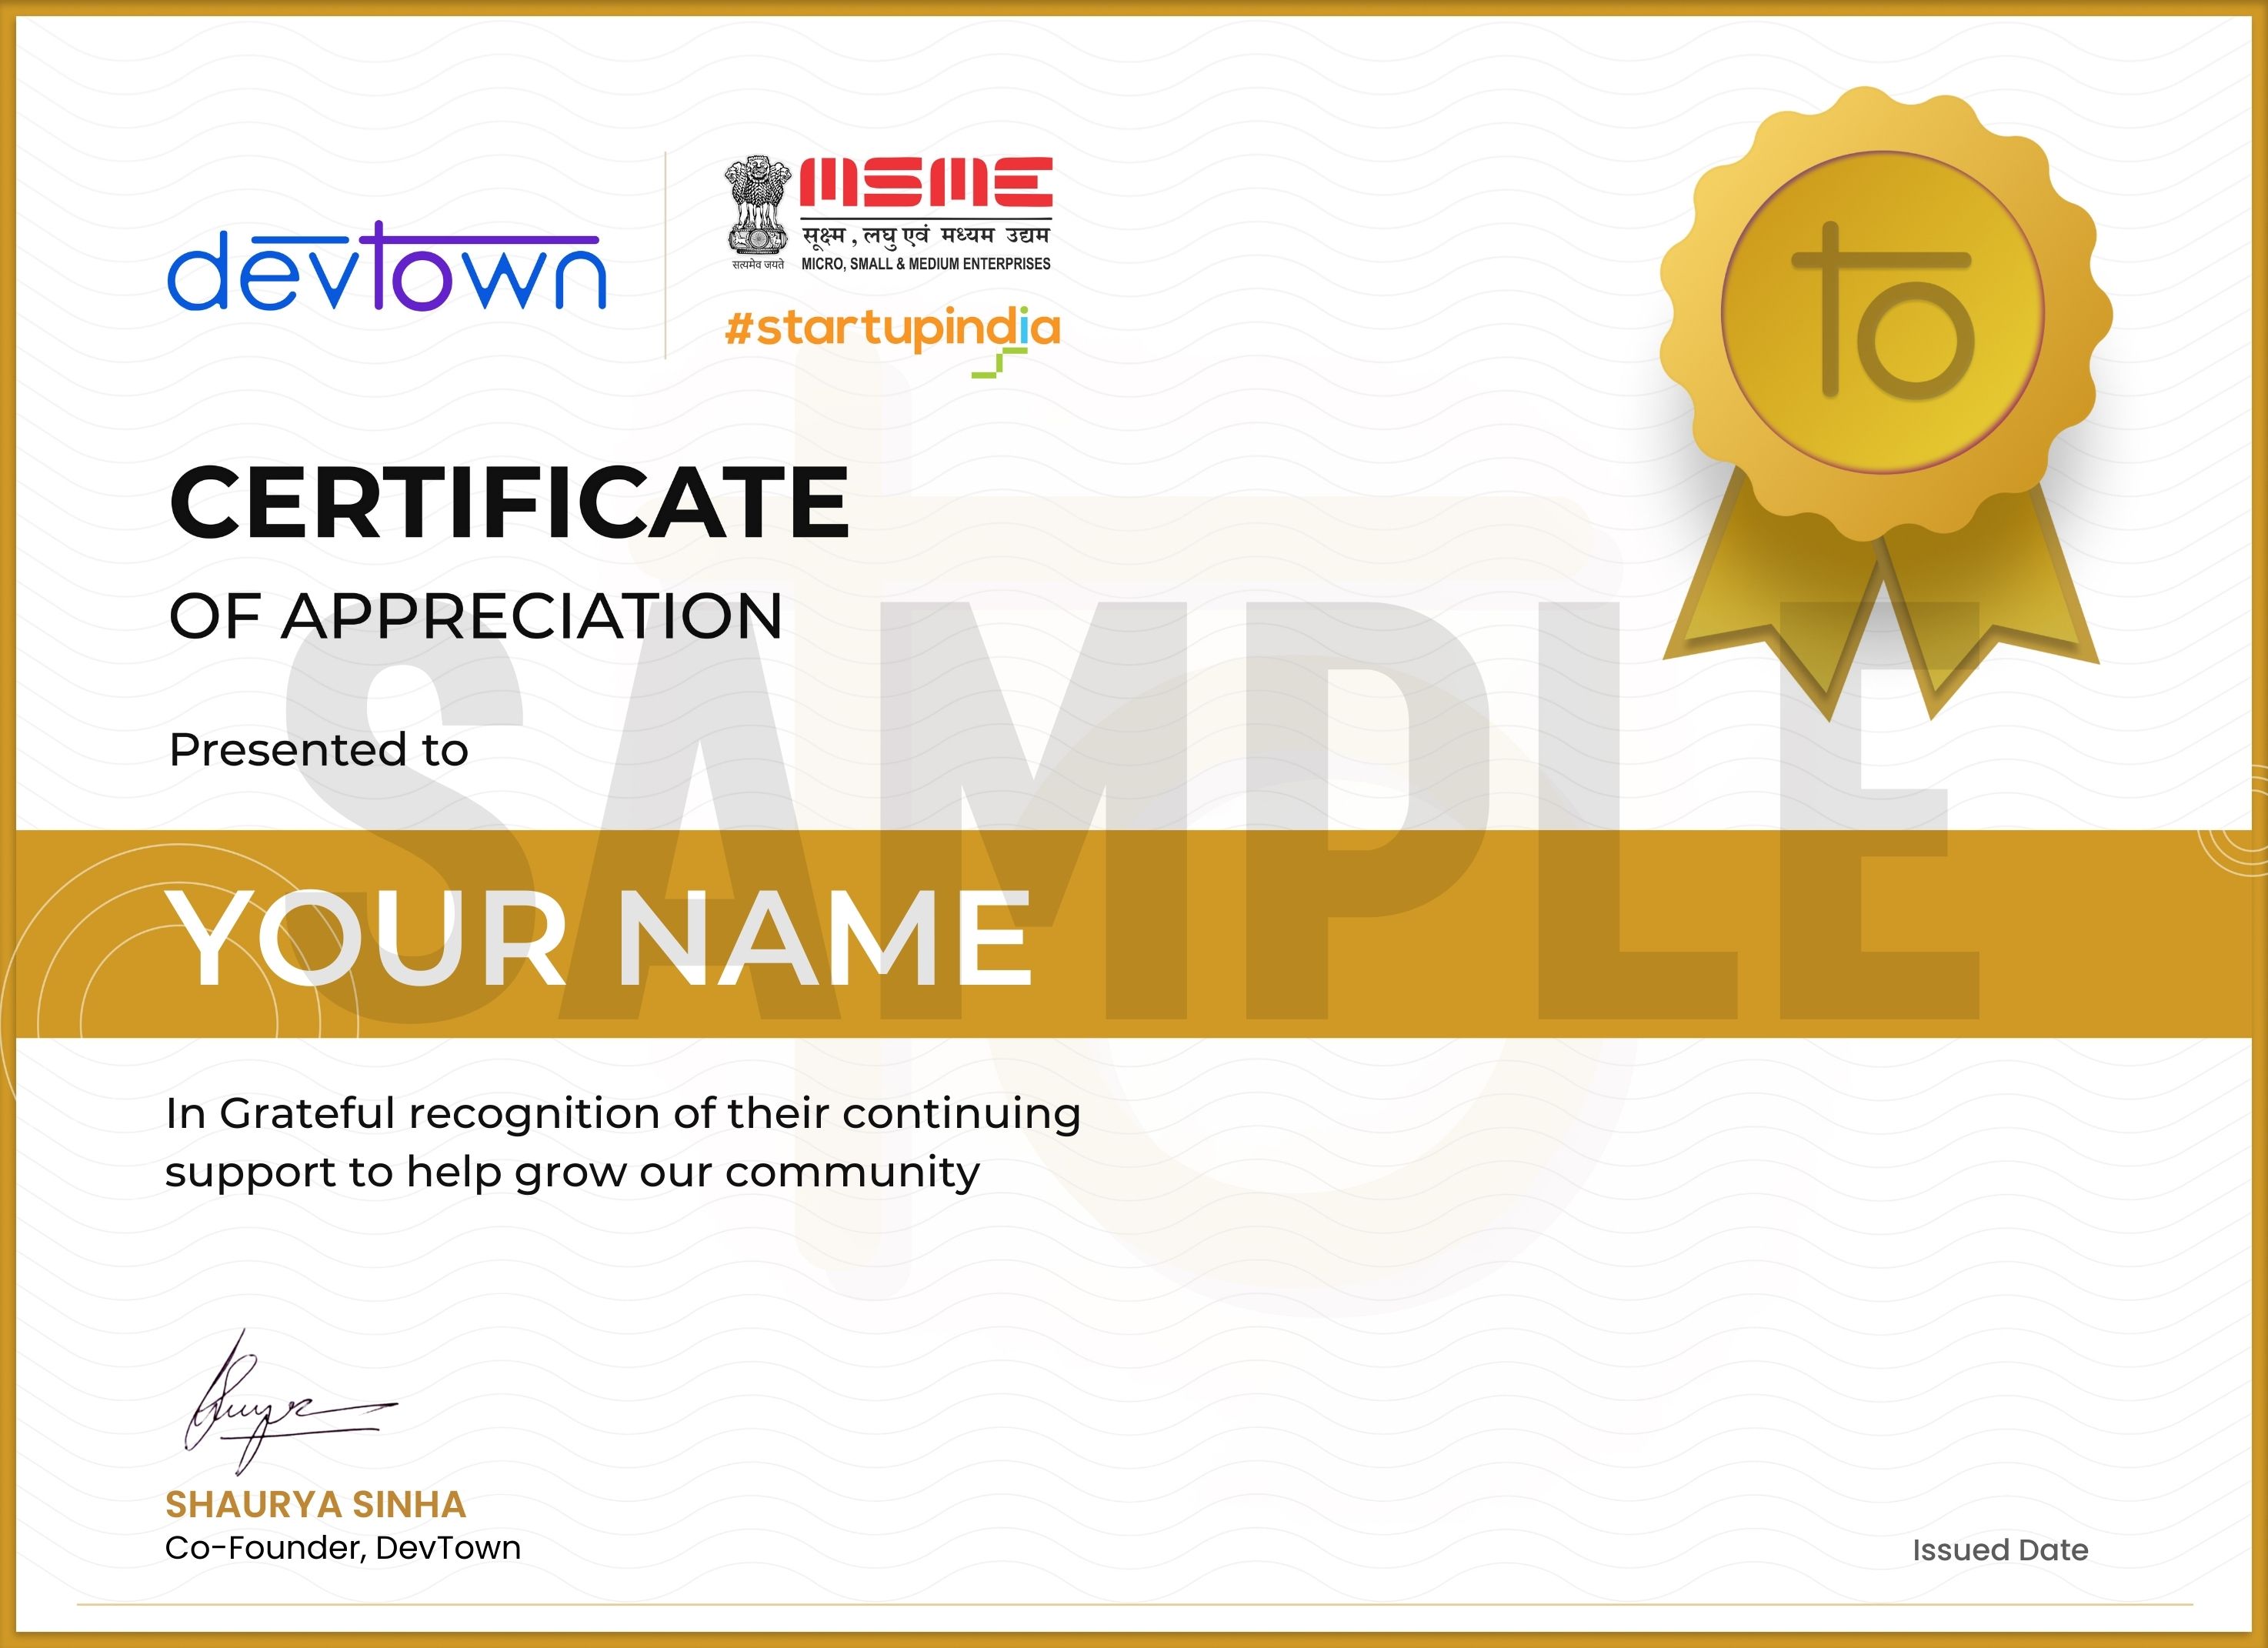 devtown
MSME
सूक्ष्म, लघु एवं मध्यम उद्यम
सत्यमेव जयते
MICRO, SMALL & MEDIUM ENTERPRISES
#startupindia
to
CERTIFICATE
OF APPRECIATION
SAMPLE
Presented to
YOUR NAME
In Grateful recognition of their continuing
support to help grow our community
SHAURYA SINHA
Co-Founder, DevTown
Issued Date